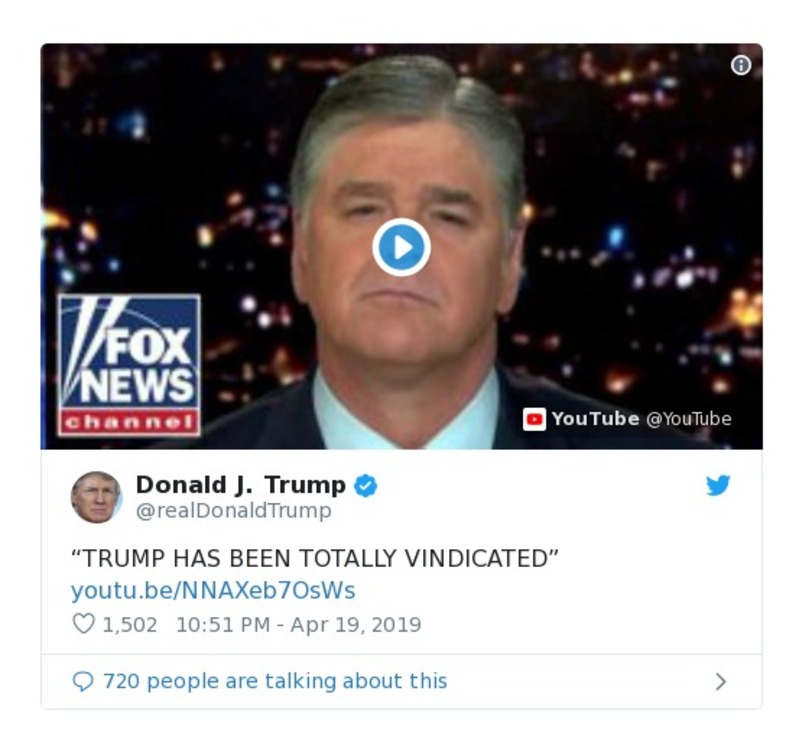 FOX
NEWS
channel
YouTube @YouTube
Donald J. Trump
@realDonaldTrump
“TRUMP HAS BEEN TOTALLY VINDICATED”
youtu.be/NNAXeb7OsWs
1,502 10:51 PM - Apr 19, 2019
720 people are talking about this